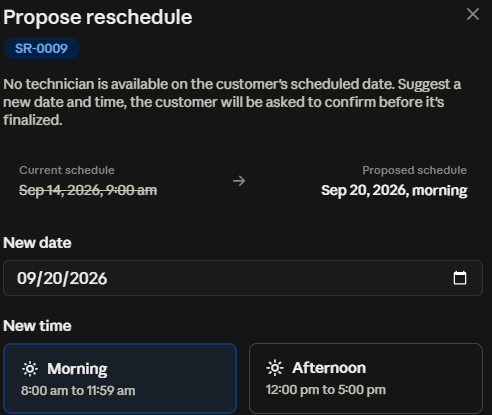 Propose reschedule
SR-0009
No technician is available on the customer's scheduled date. Suggest a
new date and time, the customer will be asked to confirm before it's
finalized.
Current schedule
Proposed schedule
Sep 14, 2026, 9:00 am
→
Sep 20, 2026, morning
New date
09/20/2026
New time
Morning
8:00 am to 11:59 am
Afternoon
12:00 pm to 5:00 pm